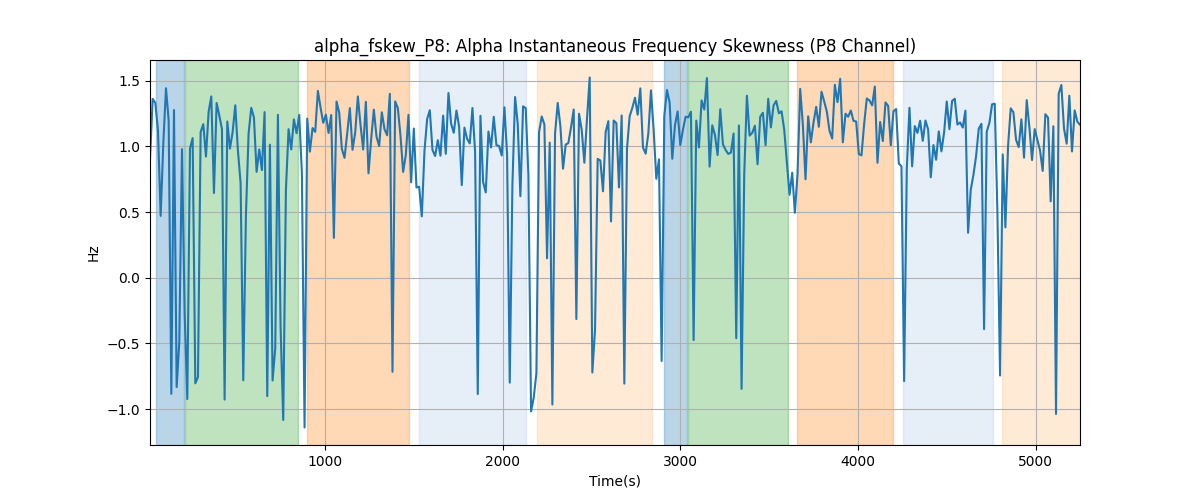 alpha_fskew_P8: Alpha Instantaneous Frequency Skewness (P8 Channel)
Hz
1.5
1.0
0.5
0.0
−0.5
−1.0
1000 2000 3000 4000 5000
Time(s)